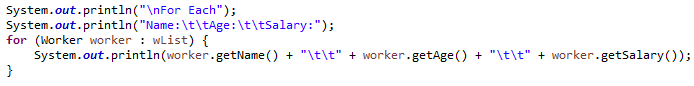 System.out.println("\nFor Each");
System.out.println("Name:\t\tAge:\t\tSalary:");
for (Worker worker : wList) {
    System.out.println(worker.getName() + "\t\t" + worker.getAge() + "\t\t" + worker.getSalary());
}